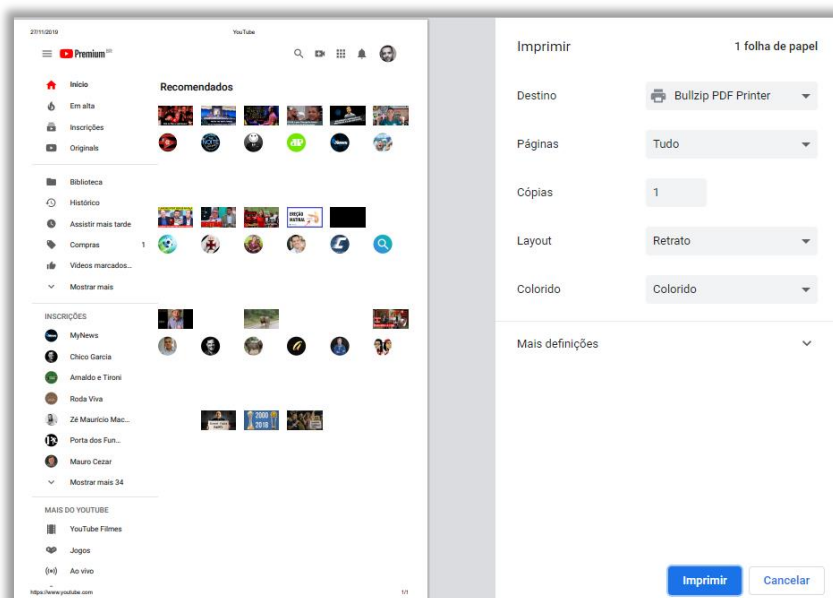 27/11/2019
YouTube
Premium BR
Início
Em alta
Inscrições
Originals
Biblioteca
Histórico
Assistir mais tarde
Compras 1
Vídeos marcados...
Mostrar mais
INSCRIÇÕES
MyNews
Chico Garcia
Arnaldo e Tironi
Roda Viva
Zé Maurício Mac...
Porta dos Fun...
Mauro Cezar
Mostrar mais 34
MAIS DO YOUTUBE
YouTube Filmes
Jogos
Ao vivo
https://www.youtube.com
1/1
Recomendados
2000
2018
Imprimir
1 folha de papel
Destino
Bullzip PDF Printer
Páginas
Tudo
Cópias
1
Layout
Retrato
Colorido
Colorido
Mais definições
Imprimir
Cancelar